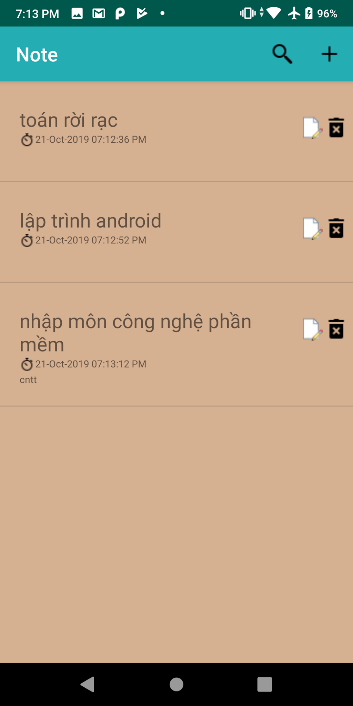 7:13 PM
96%
Note
toán rời rạc
21-Oct-2019 07:12:36 PM
lập trình android
21-Oct-2019 07:12:52 PM
nhập môn công nghệ phần
mềm
21-Oct-2019 07:13:12 PM
cntt